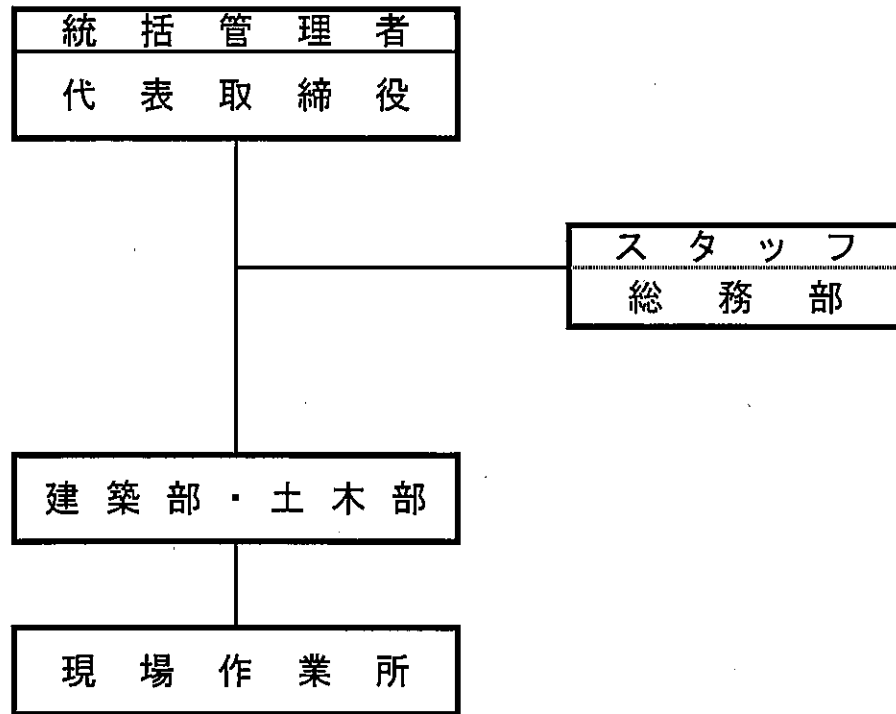 統括管理者
代表取締役
スタッフ
総務部
建築部・土木部
現場作業所